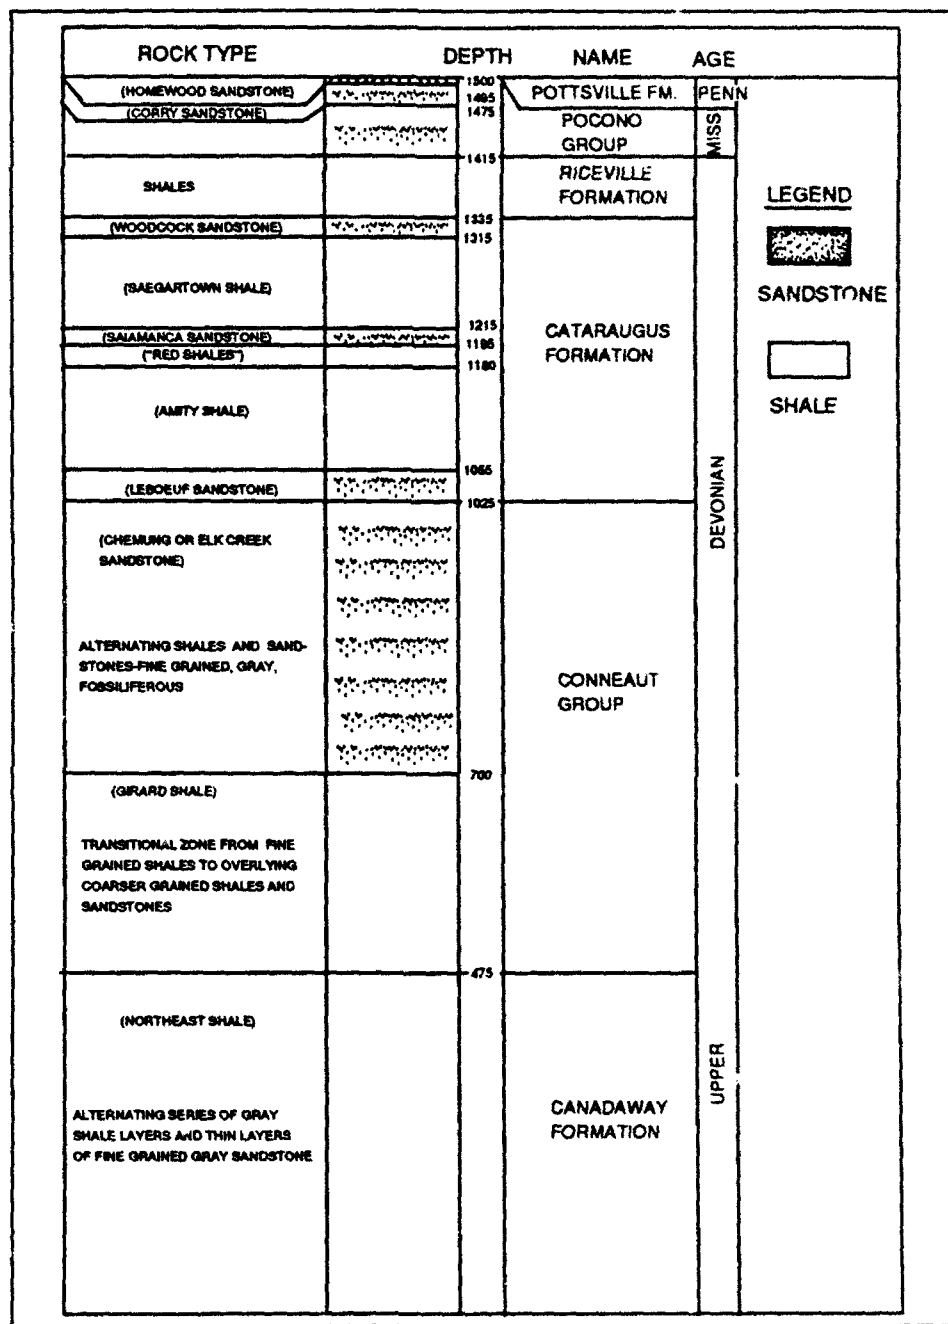 ROCK TYPE DEPTH NAME AGE
(HOMEWOOD SANDSTONE) 1500 POTTSVILLE FM. PENN
1495
(CORRY SANDSTONE) 1475 POCONO
GROUP
MISS
1415
SHALES
RICEVILLE
FORMATION
1335
(WOODCOCK SANDSTONE)
1315
(SAEGARTOWN SHALE)
1215
(SALAMANCA SANDSTONE)
1195
("RED SHALES")
1180
CATARAUGUS
FORMATION
(AMITY SHALE)
1055
(LEBOEUF SANDSTONE)
1025
(CHEMUNG OR ELK CREEK
SANDSTONE)
ALTERNATING SHALES AND SAND-
STONES-FINE GRAINED, GRAY,
FOSSILIFEROUS
CONNEAUT
GROUP
700
(GIRARD SHALE)
TRANSITIONAL ZONE FROM FINE
GRAINED SHALES TO OVERLYING
COARSER GRAINED SHALES AND
SANDSTONES
475
(NORTHEAST SHALE)
ALTERNATING SERIES OF GRAY
SHALE LAYERS AND THIN LAYERS
OF FINE GRAINED GRAY SANDSTONE
CANADAWAY
FORMATION
UPPER
DEVONIAN
LEGEND
SANDSTONE
SHALE